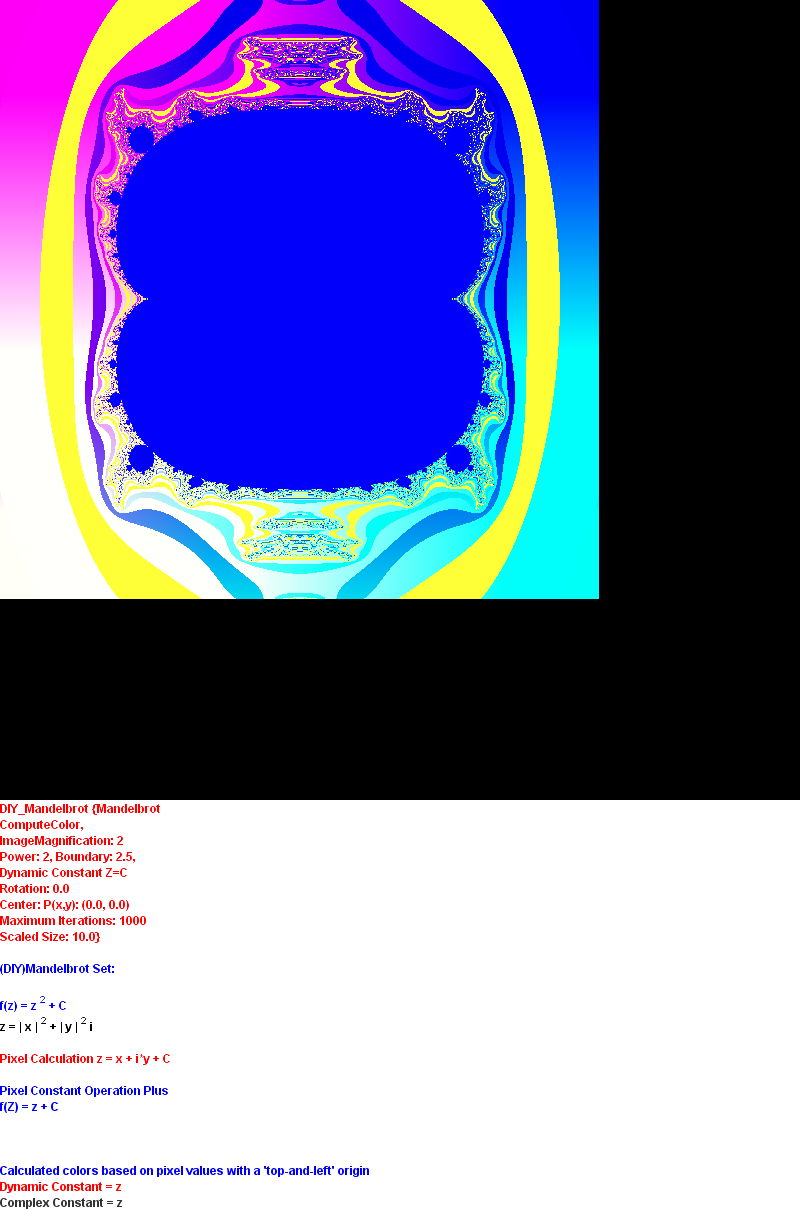 DIY_Mandelbrot {Mandelbrot
ComputeColor,
ImageMagnification: 2
Power: 2, Boundary: 2.5,
Dynamic Constant Z=C
Rotation: 0.0
Center: P(x,y): (0.0, 0.0)
Maximum Iterations: 1000
Scaled Size: 10.0}
(DIY)Mandelbrot Set:
f(z) = z ² + C
z = | x | ² + | y | ² i
Pixel Calculation z = x + i*y + C
Pixel Constant Operation Plus
f(Z) = z + C
Calculated colors based on pixel values with a 'top-and-left' origin
Dynamic Constant = z
Complex Constant = z